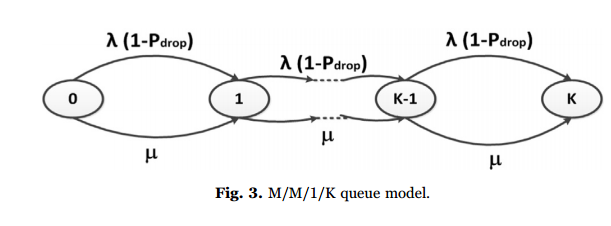 λ (1-Pdrop)
λ (1-Pdrop)
λ (1-Pdrop)
0
1
K-1
K
μ
μ
μ
Fig. 3. M/M/1/K queue model.